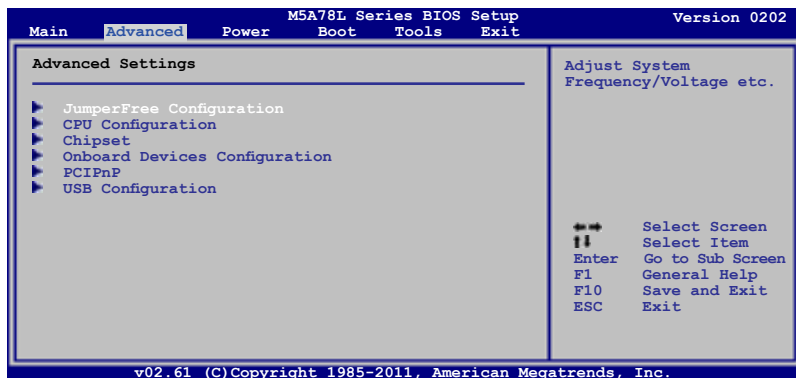 M5A78L Series BIOS Setup Version 0202
Main Advanced Power Boot Tools Exit
Advanced Settings
JumperFree Configuration
CPU Configuration
Chipset
Onboard Devices Configuration
PCIPnP
USB Configuration
Adjust System
Frequency/Voltage etc.
←→ Select Screen
↑↓ Select Item
Enter Go to Sub Screen
F1 General Help
F10 Save and Exit
ESC Exit
v02.61 (C)Copyright 1985-2011, American Megatrends, Inc.